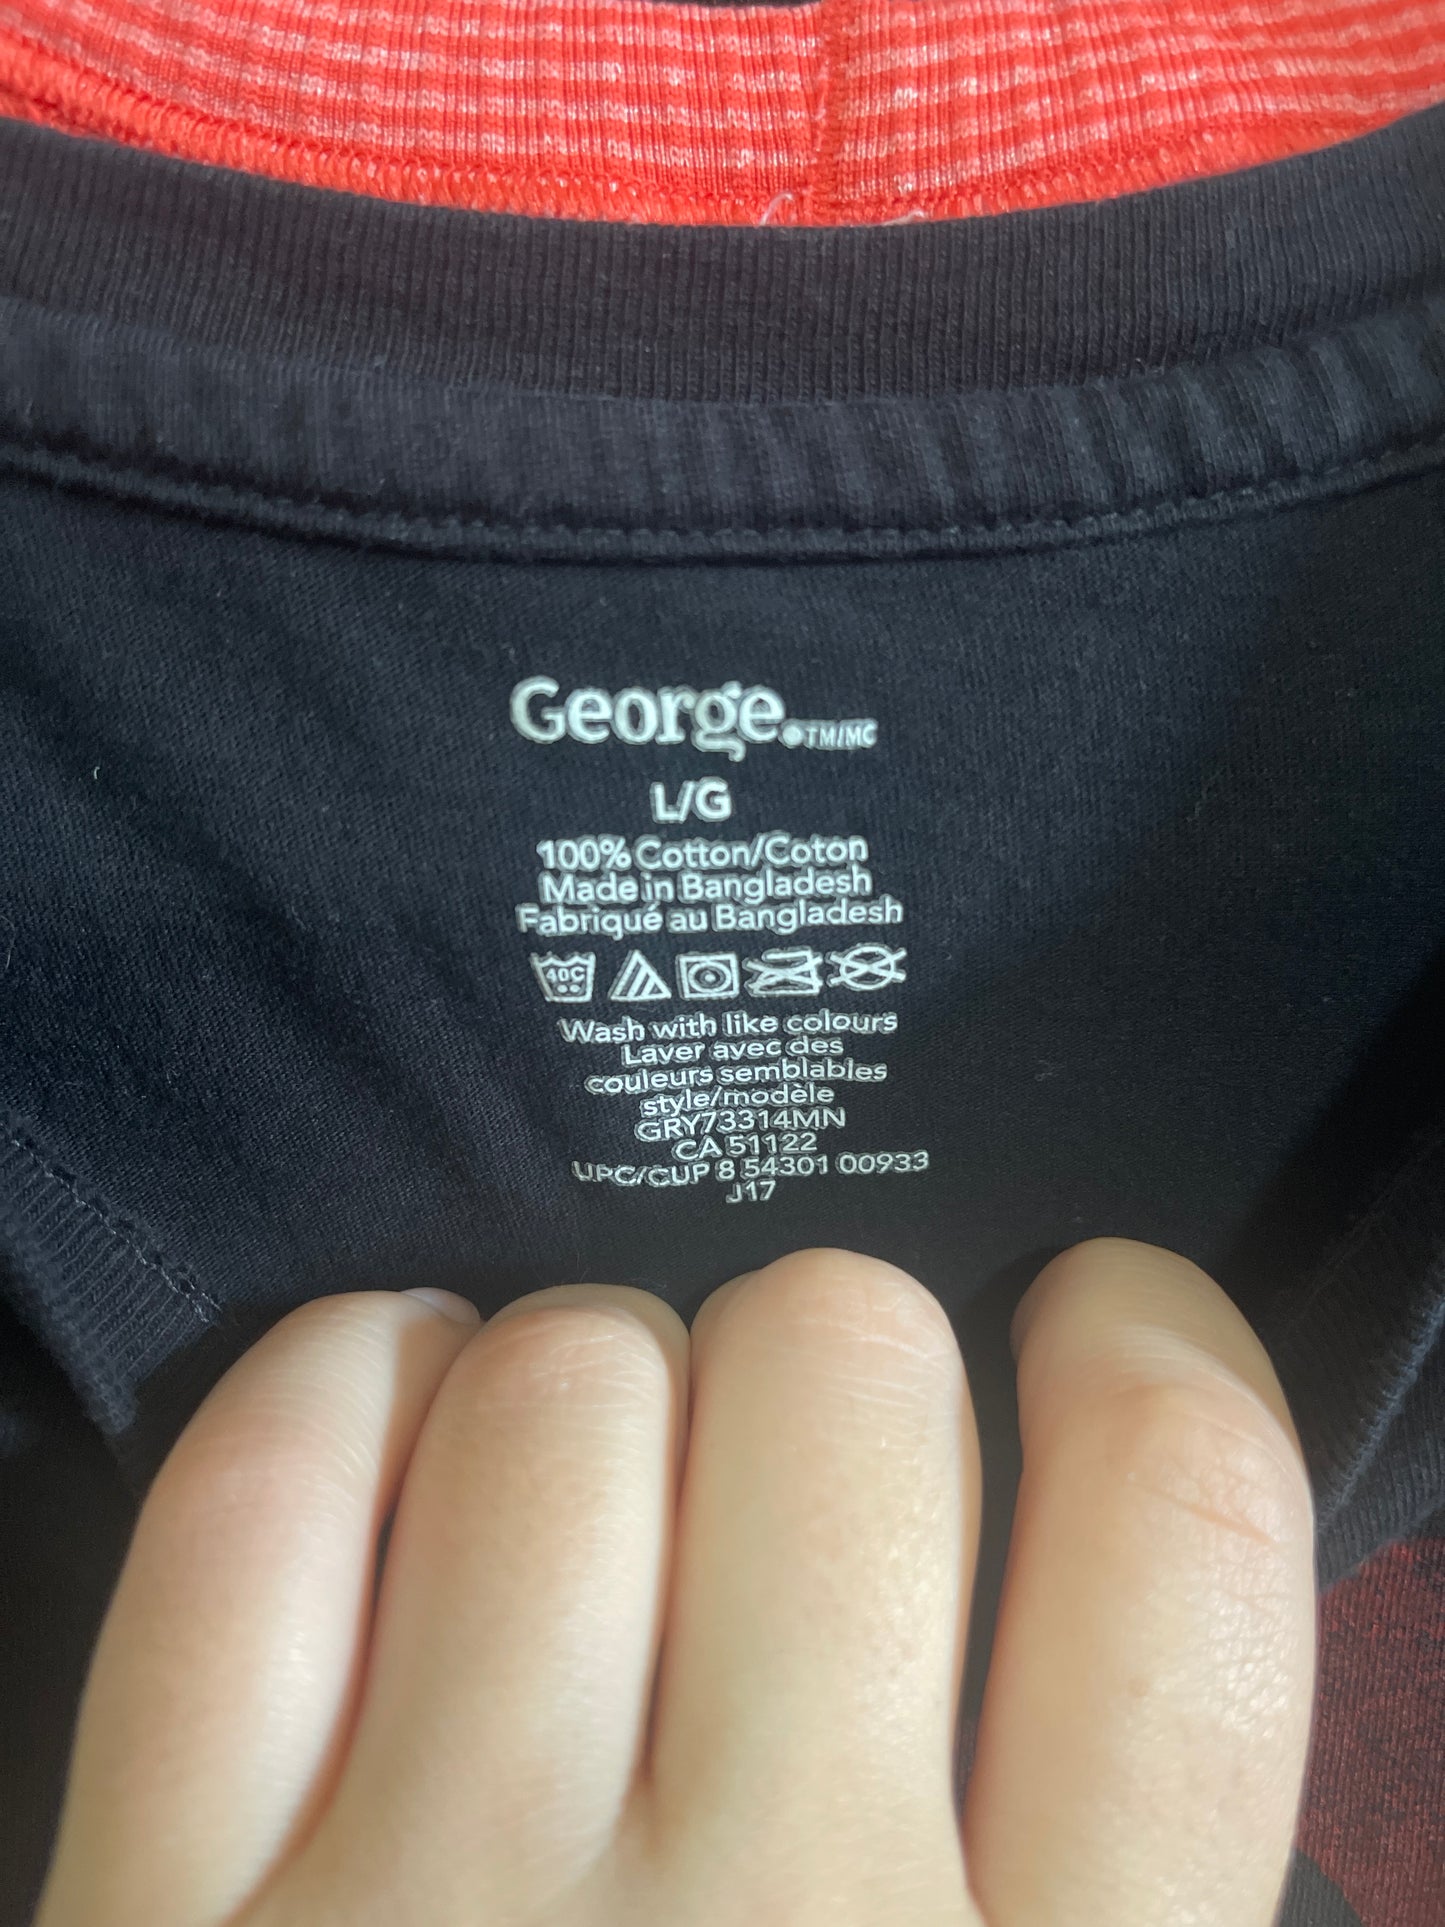 George.TM/MC
L/G
100% Cotton/Coton
Made in Bangladesh
Fabriqué au Bangladesh
40C
Wash with like colours
Laver avec des
couleurs semblables
style/modèle
GRY73314MN
CA 51122
UPC/CUP 8 54301 00933
J17